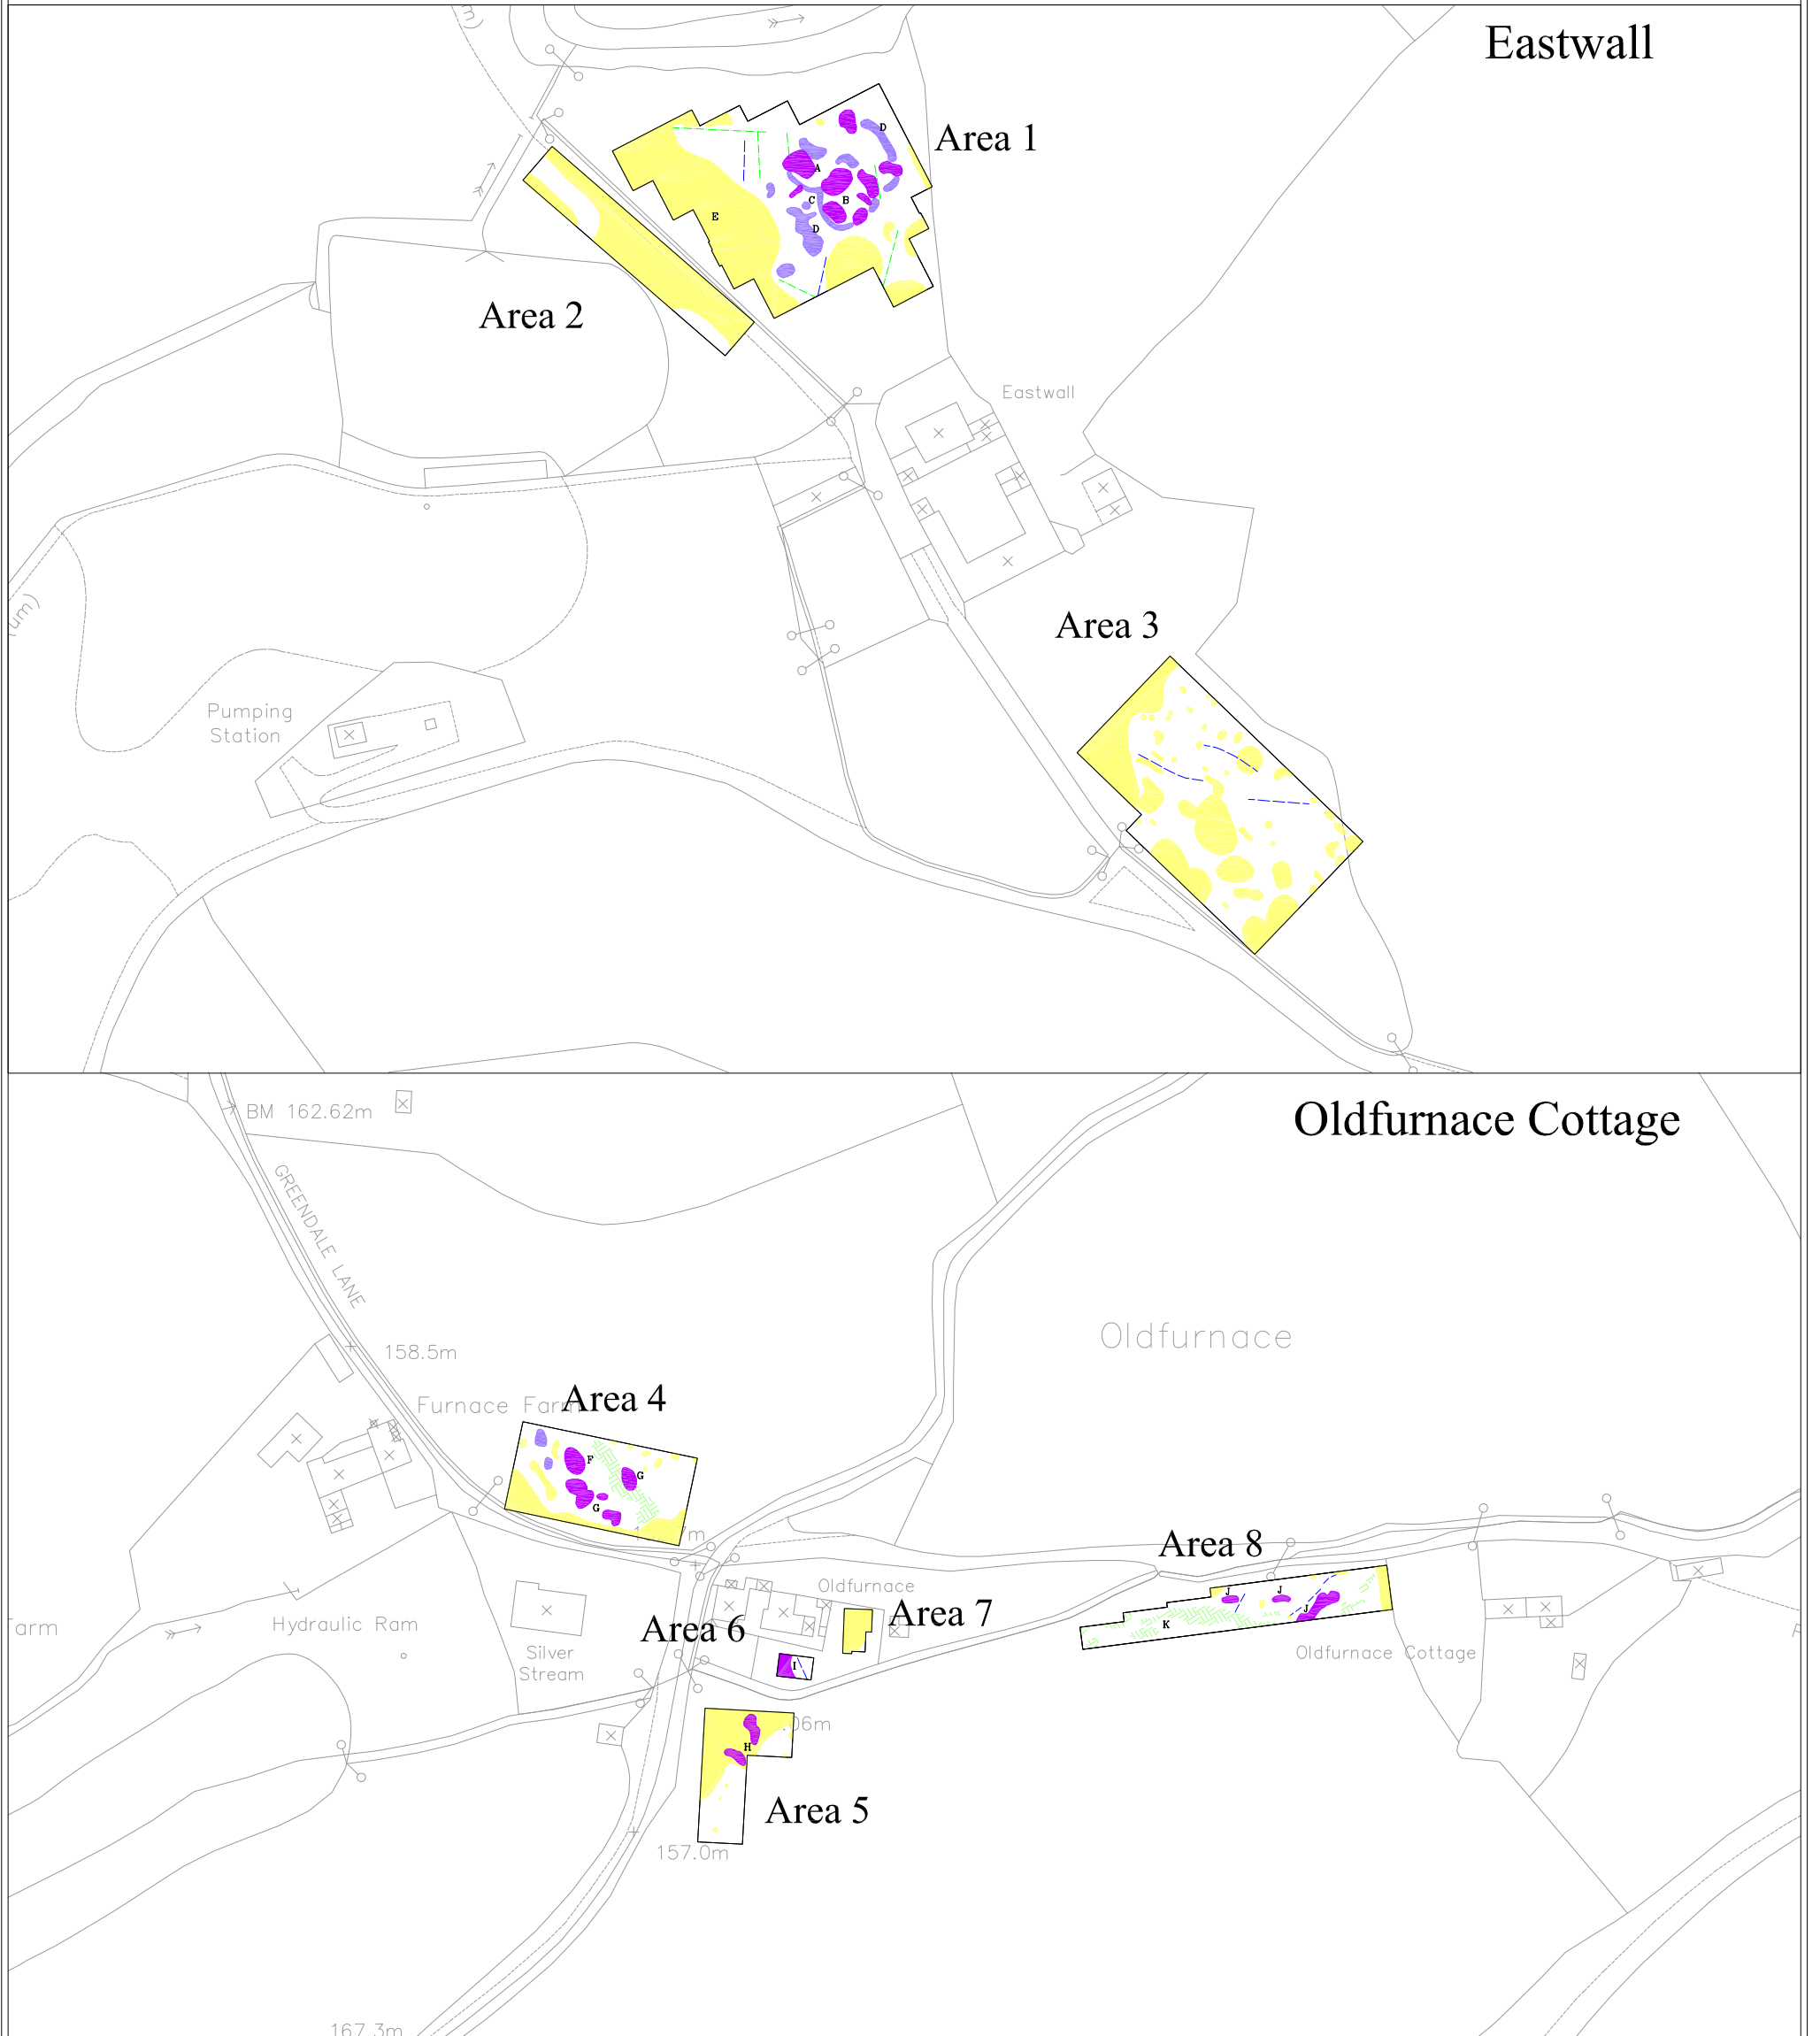 Eastwall
Area 1
D
A
C
B
E
D
Area 2
Eastwall
Area 3
Pumping
Station
Oldfurnace Cottage
BM 162.62m
GREENDALE LANE
Oldfurnace
158.5m
Furnace Farm
Area 4
F
G
G
Area 8
Oldfurnace
Area 7
Area 6
J
J
J
K
I
Hydraulic Ram
arm
Silver
Stream
Oldfurnace Cottage
.06m
H
Area 5
157.0m
167.3m